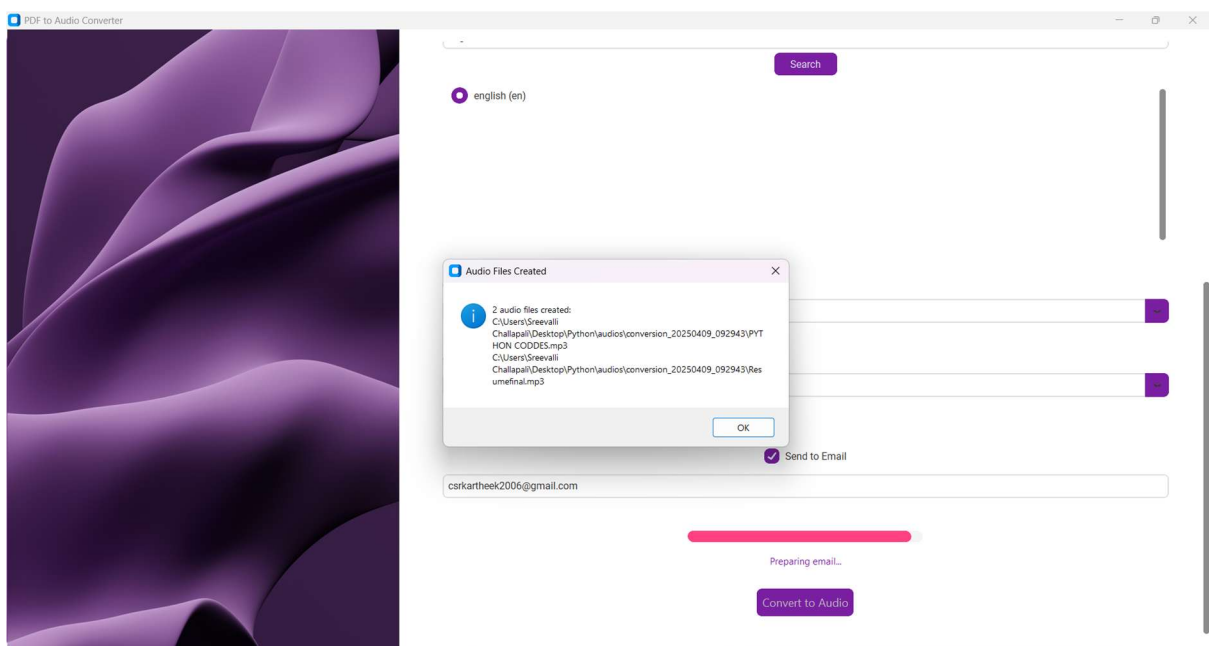 PDF to Audio Converter
Search
english (en)
Audio Files Created
2 audio files created:
C:\Users\Sreevalli
Challapali\Desktop\Python\audios\conversion_20250409_092943\PYT
HON CODDES.mp3
C:\Users\Sreevalli
Challapali\Desktop\Python\audios\conversion_20250409_092943\Res
umefinal.mp3
OK
Send to Email
csrkartheek2006@gmail.com
Preparing email...
Convert to Audio